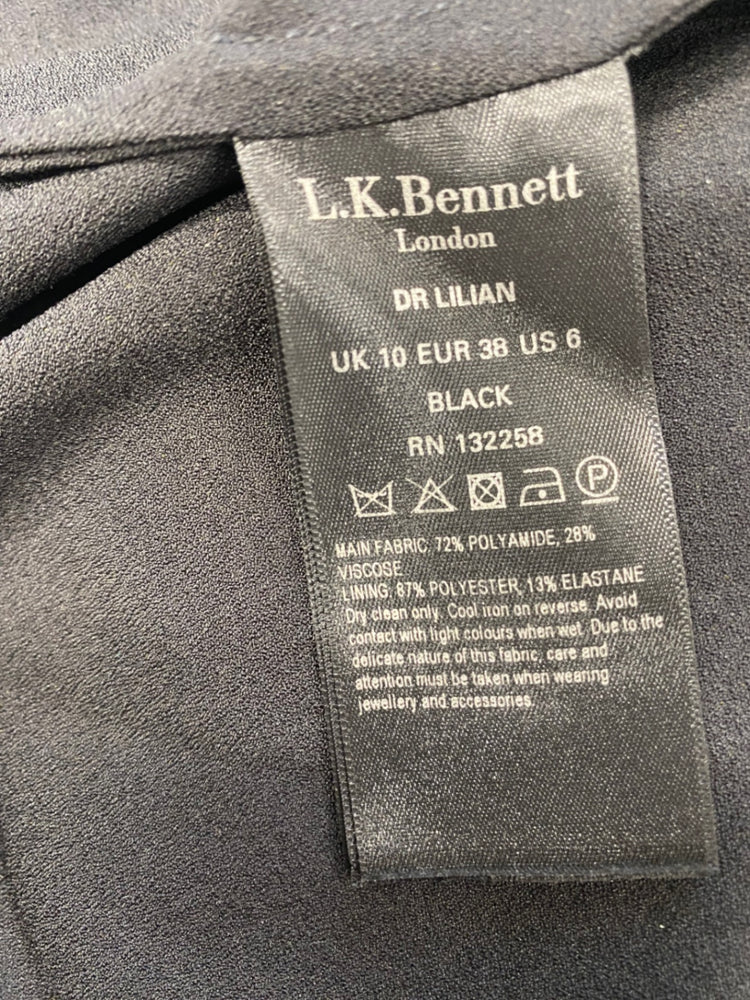 L.K.Bennett
London
DR LILIAN
UK 10 EUR 38 US 6
BLACK
RN 132258
P
MAIN FABRIC, 72% POLYAMIDE, 28%
VISCOSE
LINING, 87% POLYESTER, 13% ELASTANE
Dry clean only. Cool iron on reverse. Avoid
contact with light colours when wet. Due to the
delicate nature of this fabric, care and
attention must be taken when wearing
jewellery and accessories.